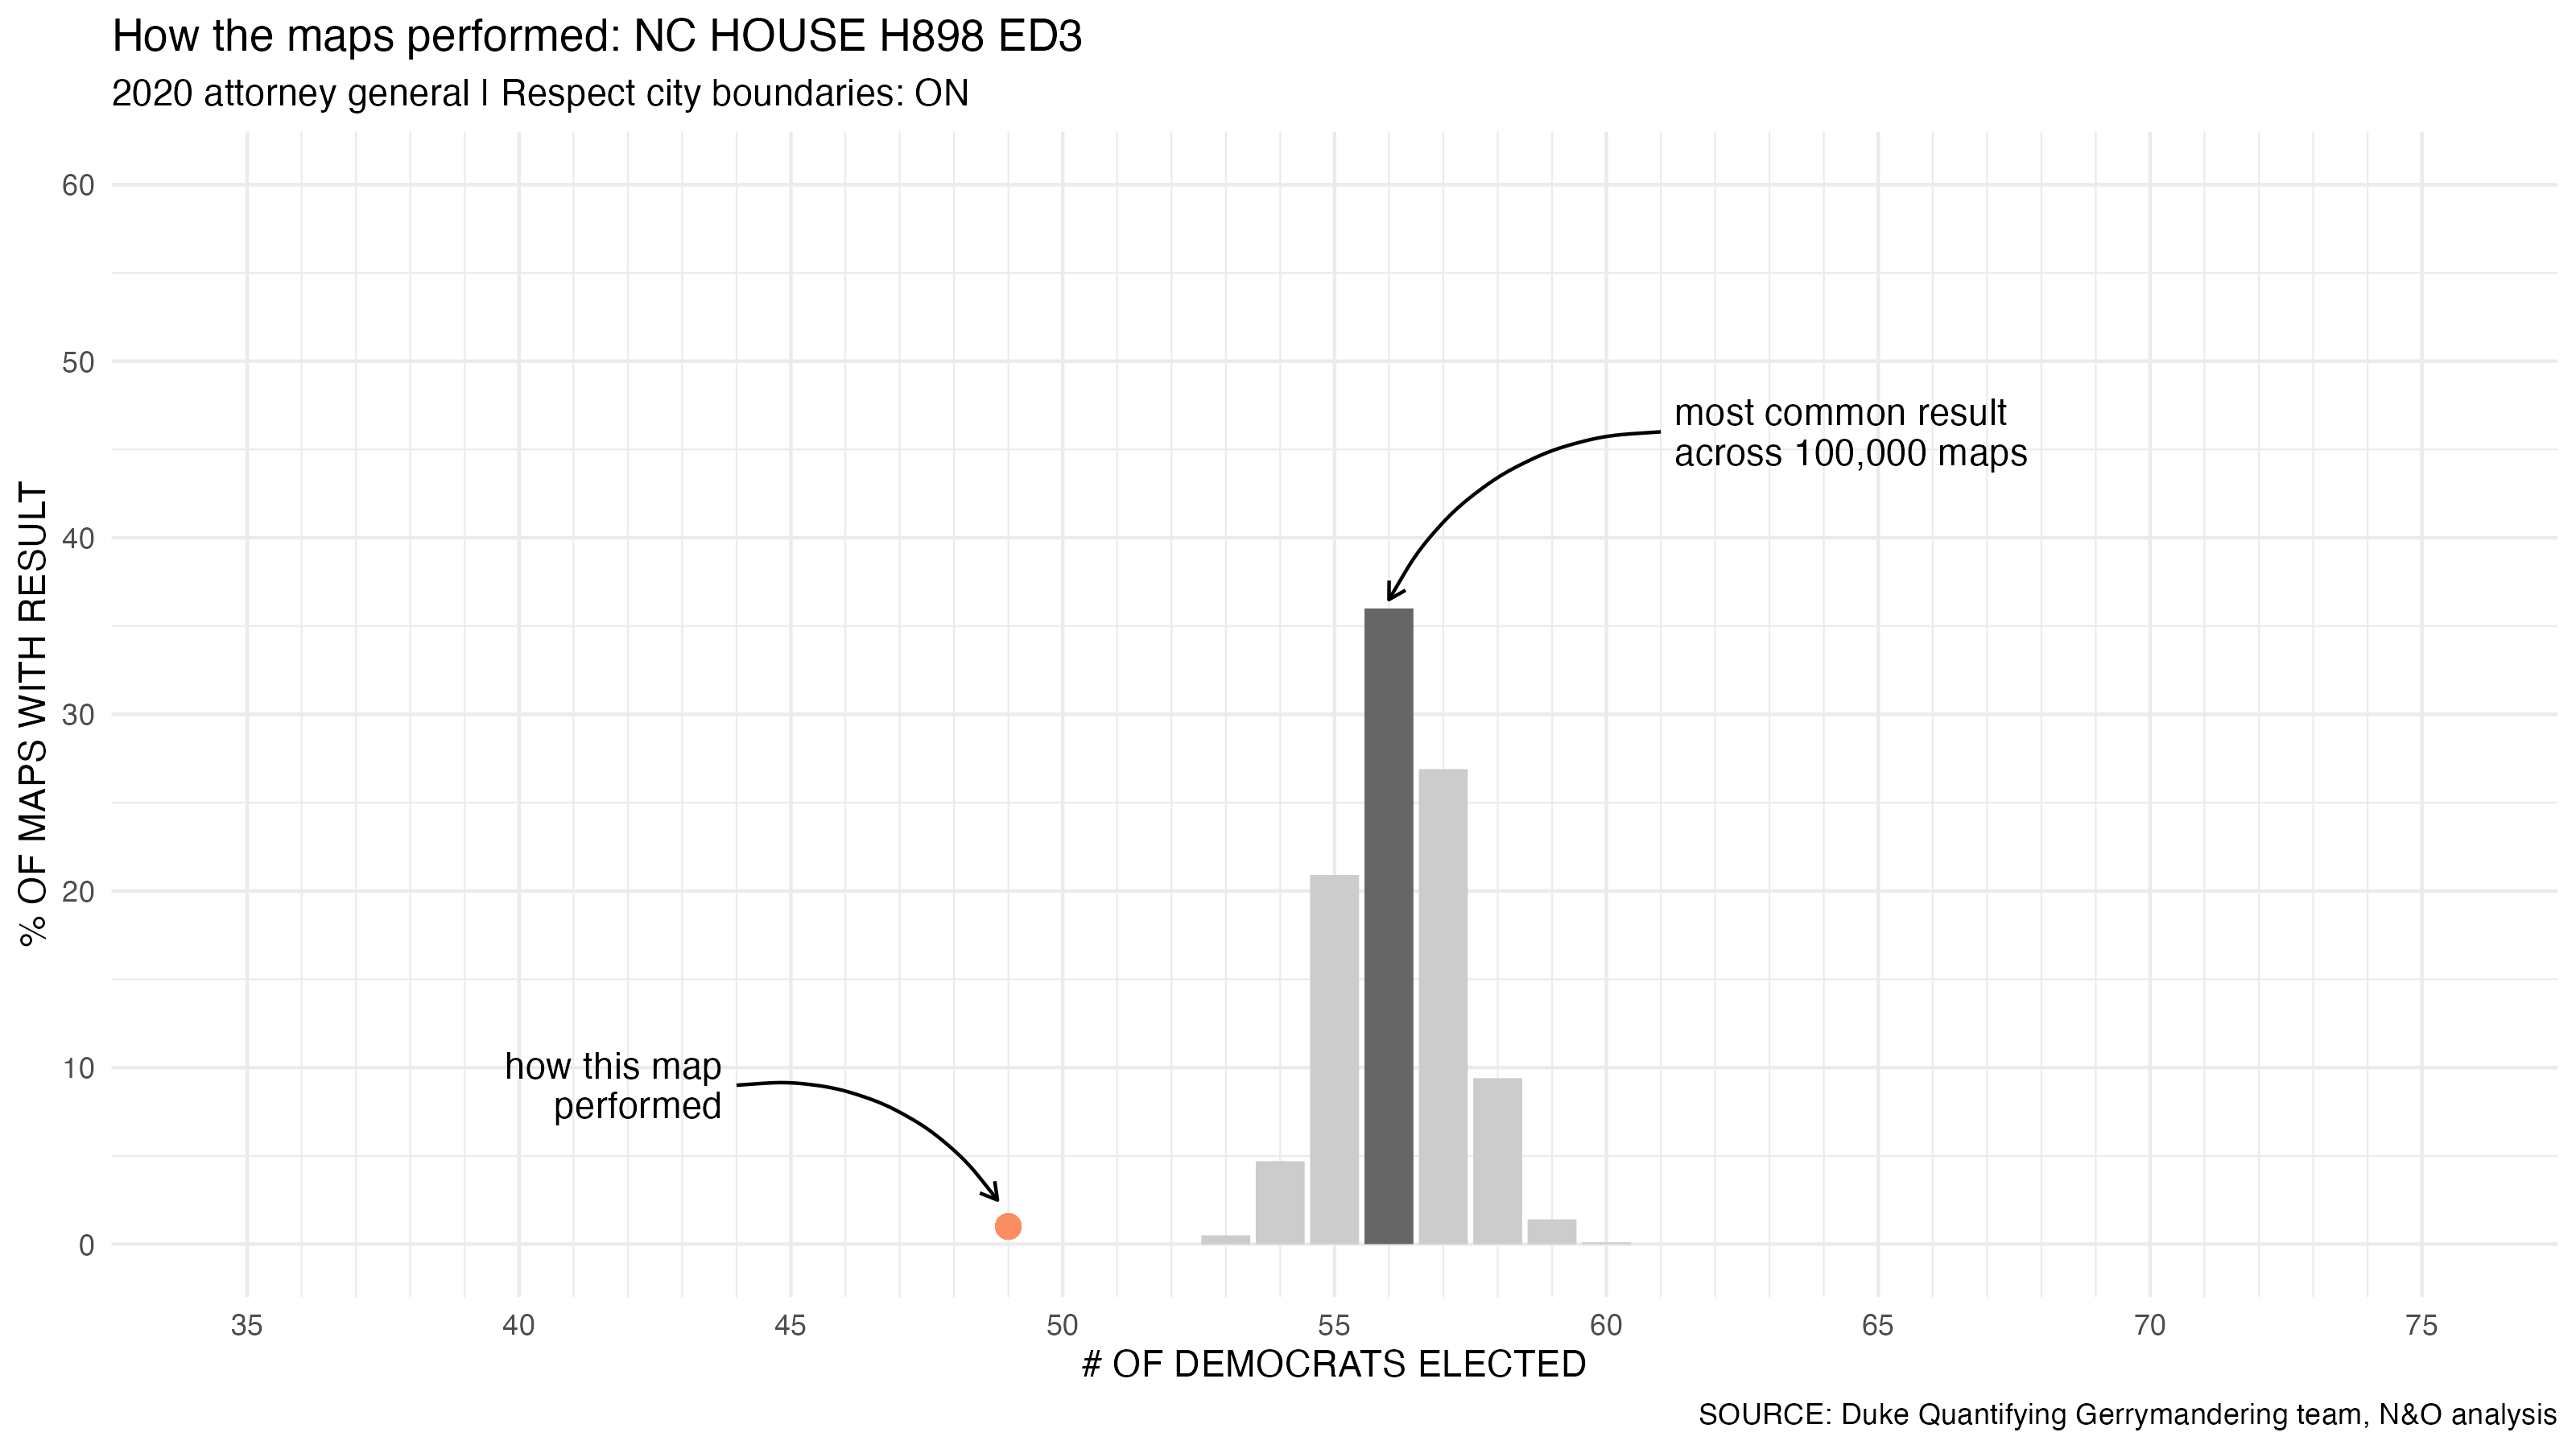 How the maps performed: NC HOUSE H898 ED3
2020 attorney general | Respect city boundaries: ON
% OF MAPS WITH RESULT
60
50
40
30
20
10
0
most common result
across 100,000 maps
how this map
performed
35
40
45
50
55
60
65
70
75
# OF DEMOCRATS ELECTED
SOURCE: Duke Quantifying Gerrymandering team, N&O analysis